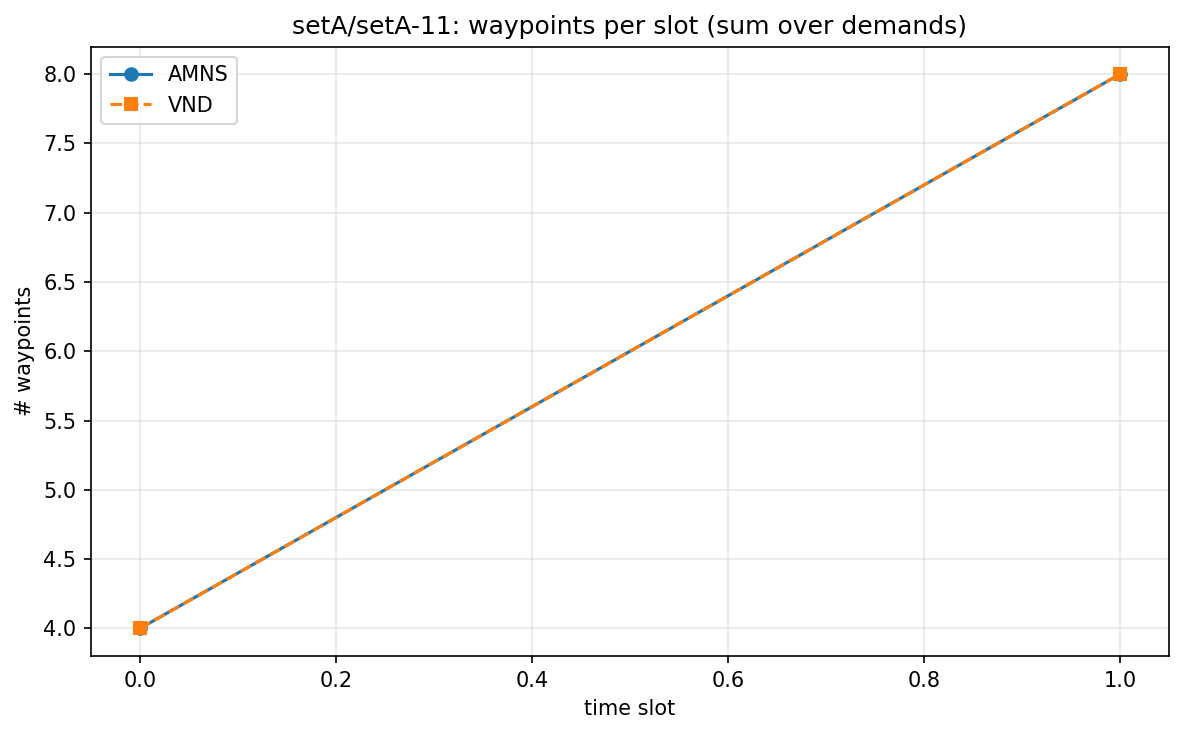 setA/setA-11: waypoints per slot (sum over demands)
AMNS
VND
8.0
7.5
7.0
6.5
6.0
5.5
5.0
4.5
4.0
# waypoints
0.0 0.2 0.4 0.6 0.8 1.0
time slot